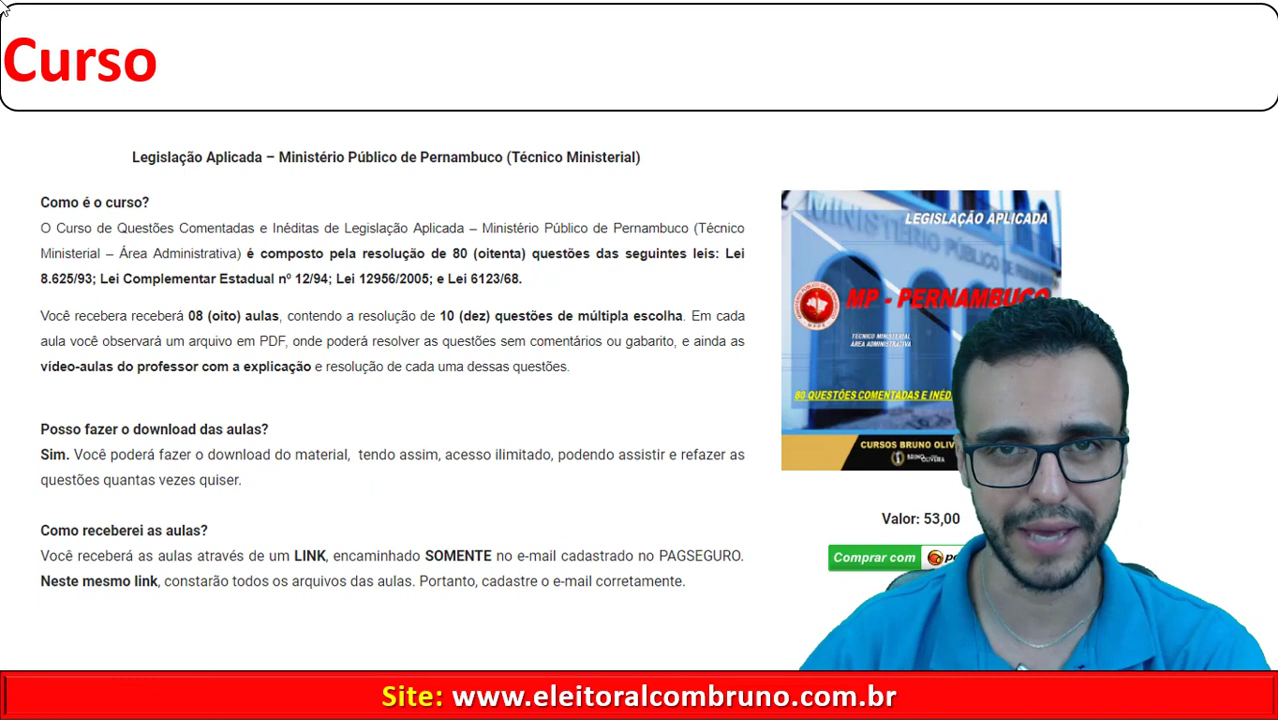 Curso
Legislação Aplicada – Ministério Público de Pernambuco (Técnico Ministerial)
Como é o curso?
O Curso de Questões Comentadas e Inéditas de Legislação Aplicada – Ministério Público de Pernambuco (Técnico
Ministerial – Área Administrativa) é composto pela resolução de 80 (oitenta) questões das seguintes leis: Lei
8.625/93; Lei Complementar Estadual nº 12/94; Lei 12956/2005; e Lei 6123/68.
Você recebera receberá 08 (oito) aulas, contendo a resolução de 10 (dez) questões de múltipla escolha. Em cada
aula você observará um arquivo em PDF, onde poderá resolver as questões sem comentários ou gabarito, e ainda as
vídeo-aulas do professor com a explicação e resolução de cada uma dessas questões.
Posso fazer o download das aulas?
Sim. Você poderá fazer o download do material, tendo assim, acesso ilimitado, podendo assistir e refazer as
questões quantas vezes quiser.
Como receberei as aulas?
Você receberá as aulas através de um LINK, encaminhado SOMENTE no e-mail cadastrado no PAGSEGURO.
Neste mesmo link, constarão todos os arquivos das aulas. Portanto, cadastre o e-mail corretamente.
LEGISLAÇÃO APLICADA
MINISTÉRIO PÚBLICO DE
MP - PERNAMBUCO
TÉCNICO MINISTERIAL
ÁREA ADMINISTRATIVA
80 QUESTÕES COMENTADAS E INÉD
CURSOS BRUNO OLIV
Valor: 53,00
Comprar com
Site: www.eleitoralcombruno.com.br